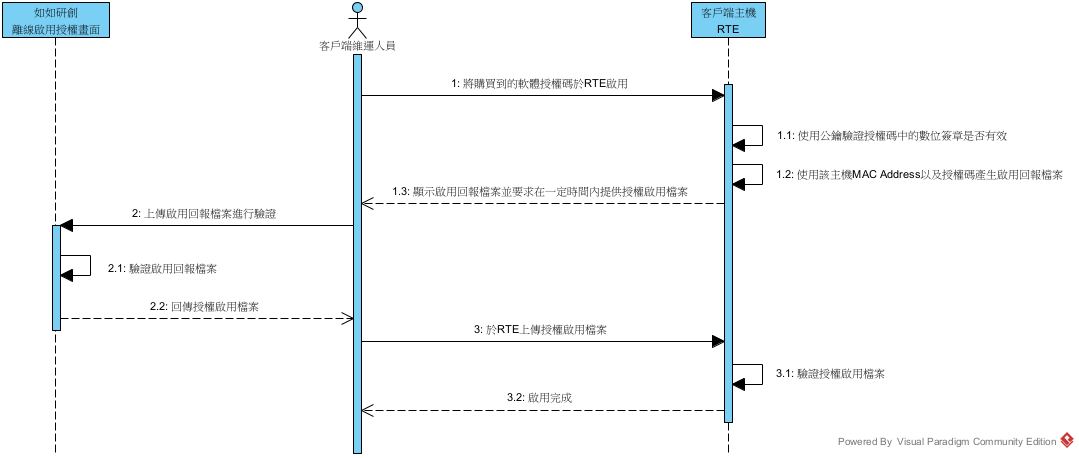 如如研創
離線啟用授權畫面
客戶端維運人員
客戶端主機
RTE
1: 將購買到的軟體授權碼於RTE啟用
1.1: 使用公鑰驗證授權碼中的數位簽章是否有效
1.2: 使用該主機MAC Address以及授權碼產生啟用回報檔案
1.3: 顯示啟用回報檔案並要求在一定時間內提供授權啟用檔案
2: 上傳啟用回報檔案進行驗證
2.1: 驗證啟用回報檔案
2.2: 回傳授權啟用檔案
3: 於RTE上傳授權啟用檔案
3.1: 驗證授權啟用檔案
3.2: 啟用完成
Powered By Visual Paradigm Community Edition